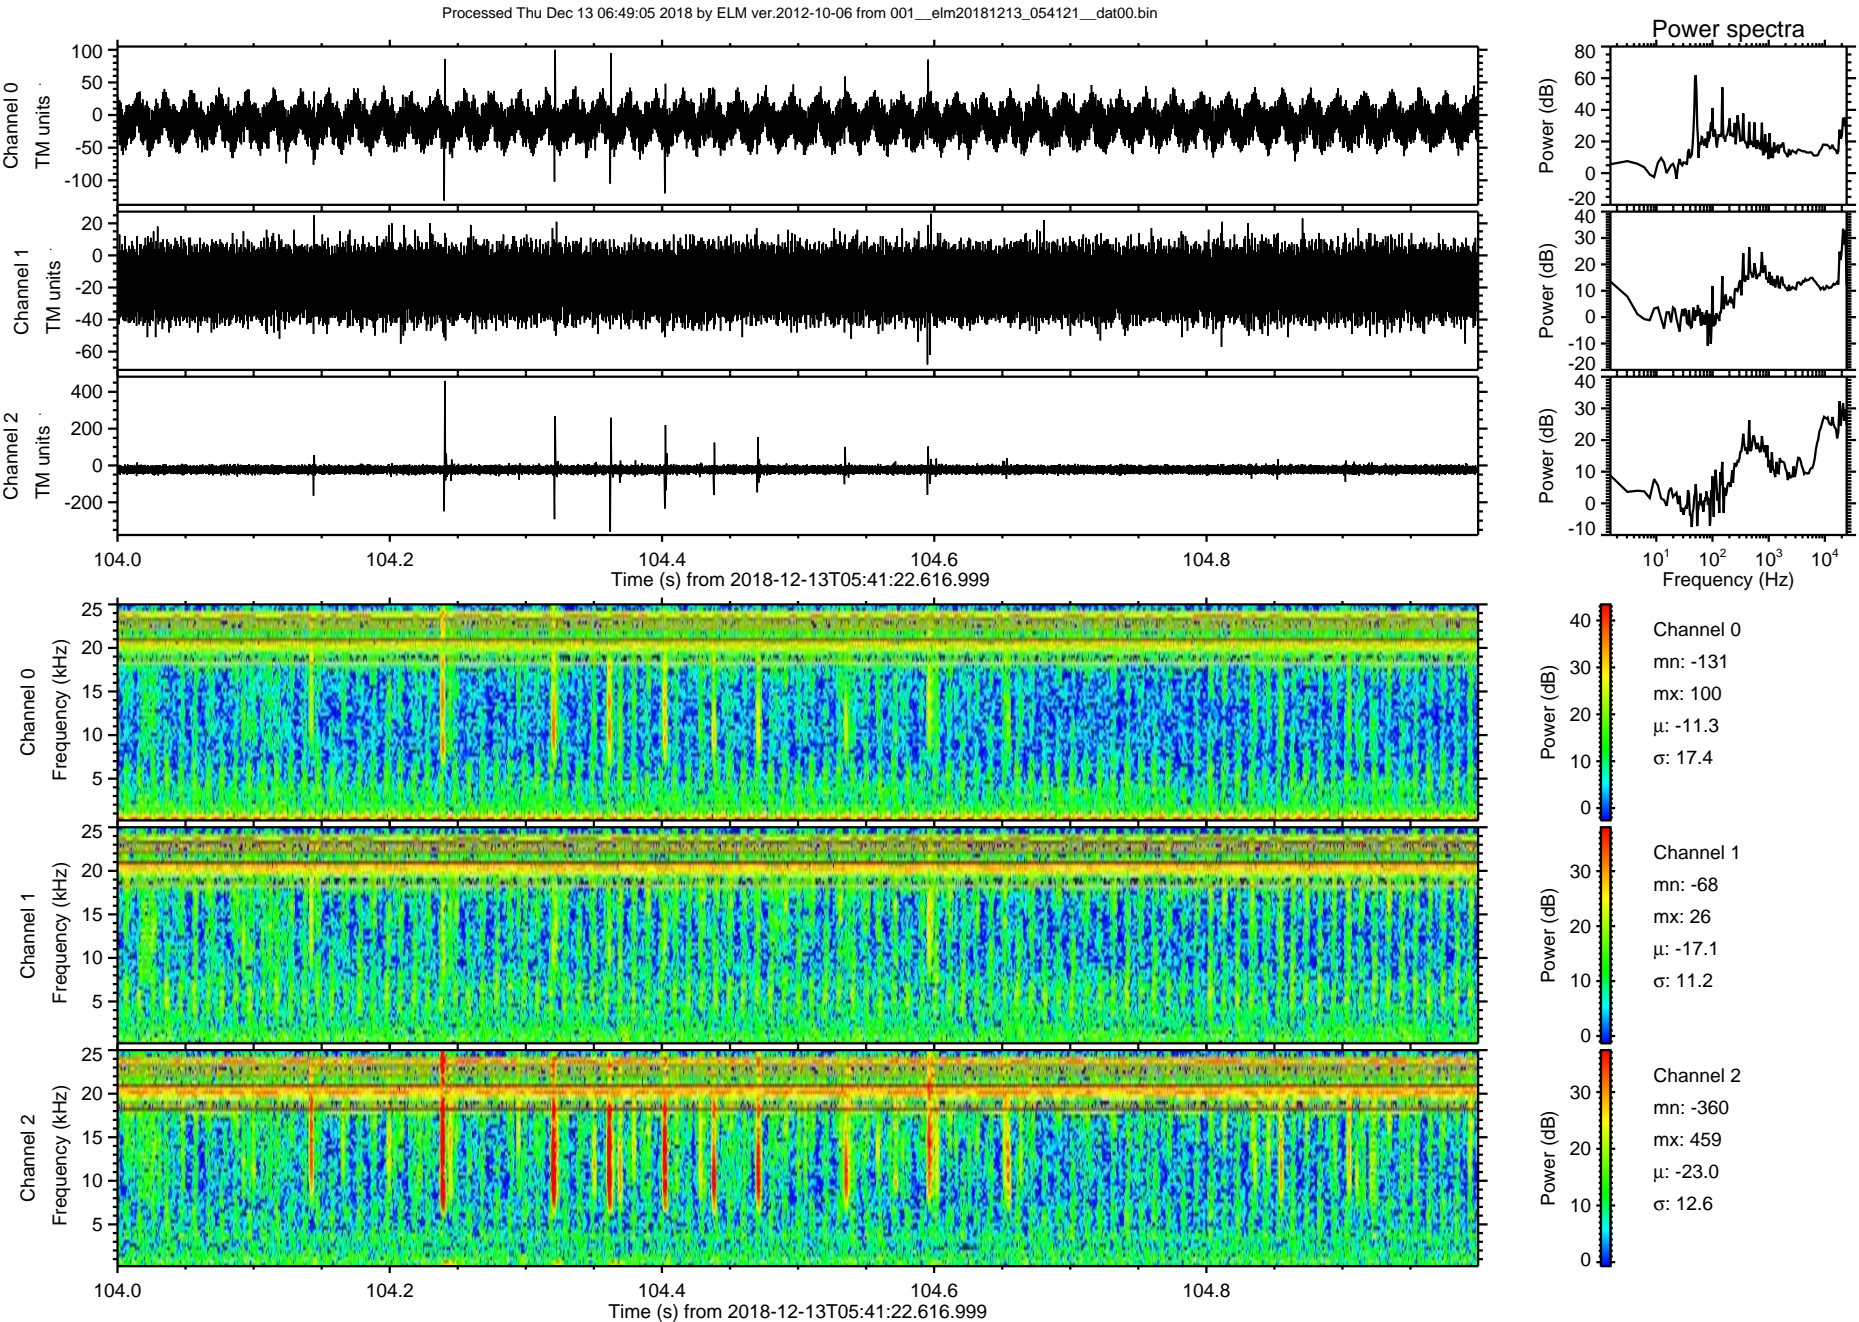 Processed Thu Dec 13 06:49:05 2018 by ELM ver.2012-10-06 from 001__elm20181213_054121__dat00.bin
Power spectra
Channel 0
TM units
100
50
0
-50
-100
Power (dB)
80
60
40
20
0
-20
Channel 1
TM units
20
0
-20
-40
-60
Power (dB)
40
30
20
10
0
-10
-20
Channel 2
TM units
400
200
0
-200
Power (dB)
40
30
20
10
0
-10
104.0 104.2 104.4 104.6 104.8
Time (s) from 2018-12-13T05:41:22.616.999
10^1 10^2 10^3 10^4
Frequency (Hz)
Channel 0
Frequency (kHz)
25
20
15
10
5
Power (dB)
40
30
20
10
0
Channel 0
mn: -131
mx: 100
μ: -11.3
σ: 17.4
Channel 1
Frequency (kHz)
25
20
15
10
5
Power (dB)
30
20
10
0
Channel 1
mn: -68
mx: 26
μ: -17.1
σ: 11.2
Channel 2
Frequency (kHz)
25
20
15
10
5
Power (dB)
30
20
10
0
Channel 2
mn: -360
mx: 459
μ: -23.0
σ: 12.6
104.0 104.2 104.4 104.6 104.8
Time (s) from 2018-12-13T05:41:22.616.999